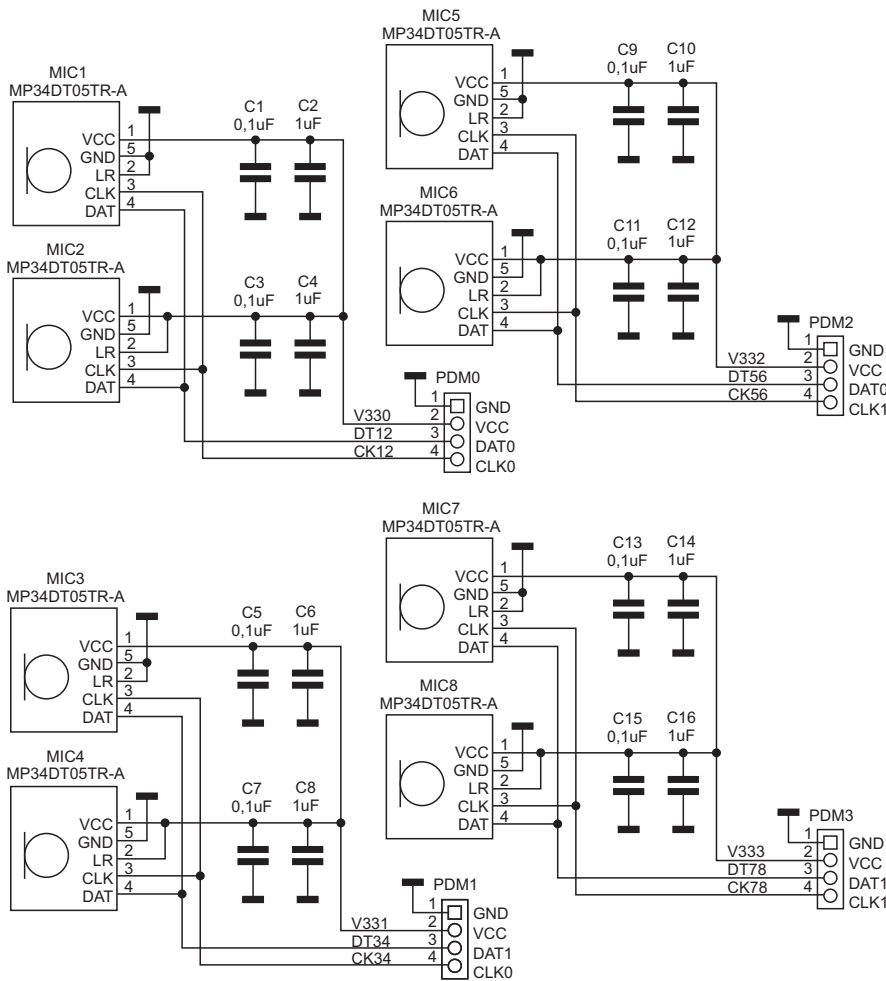 MIC1
MP34DT05TR-A
VCC 1
GND 5
LR 2
CLK 3
DAT 4
C1
0,1uF
C2
1uF
MIC2
MP34DT05TR-A
VCC 1
GND 5
LR 2
CLK 3
DAT 4
C3
0,1uF
C4
1uF
PDM0
V330 1 GND
DT12 2 VCC
CK12 3 DAT0
4 CLK0
MIC5
MP34DT05TR-A
VCC 1
GND 5
LR 2
CLK 3
DAT 4
C9
0,1uF
C10
1uF
MIC6
MP34DT05TR-A
VCC 1
GND 5
LR 2
CLK 3
DAT 4
C11
0,1uF
C12
1uF
PDM2
1 GND
V332 2 VCC
DT56 3 DAT0
CK56 4 CLK1
MIC3
MP34DT05TR-A
VCC 1
GND 5
LR 2
CLK 3
DAT 4
C5
0,1uF
C6
1uF
MIC4
MP34DT05TR-A
VCC 1
GND 5
LR 2
CLK 3
DAT 4
C7
0,1uF
C8
1uF
PDM1
1 GND
V331 2 VCC
DT34 3 DAT1
CK34 4 CLK0
MIC7
MP34DT05TR-A
VCC 1
GND 5
LR 2
CLK 3
DAT 4
C13
0,1uF
C14
1uF
MIC8
MP34DT05TR-A
VCC 1
GND 5
LR 2
CLK 3
DAT 4
C15
0,1uF
C16
1uF
PDM3
1 GND
V333 2 VCC
DT78 3 DAT1
CK78 4 CLK1